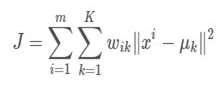 J = \sum_{i=1}^{m} \sum_{k=1}^{K} w_{ik} \| x^i - \mu_k \|^2